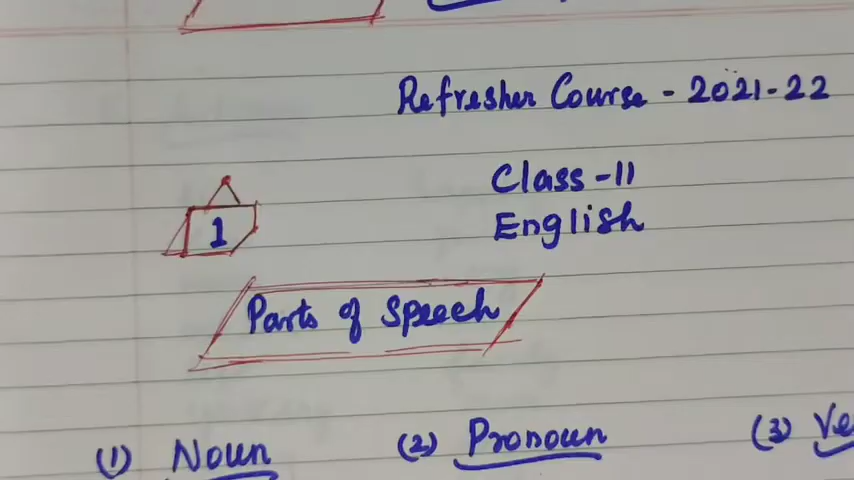 Refresher Course - 2021-22
Class-11
English
1
Parts of Speech
(1) Noun (2) Pronoun (3)